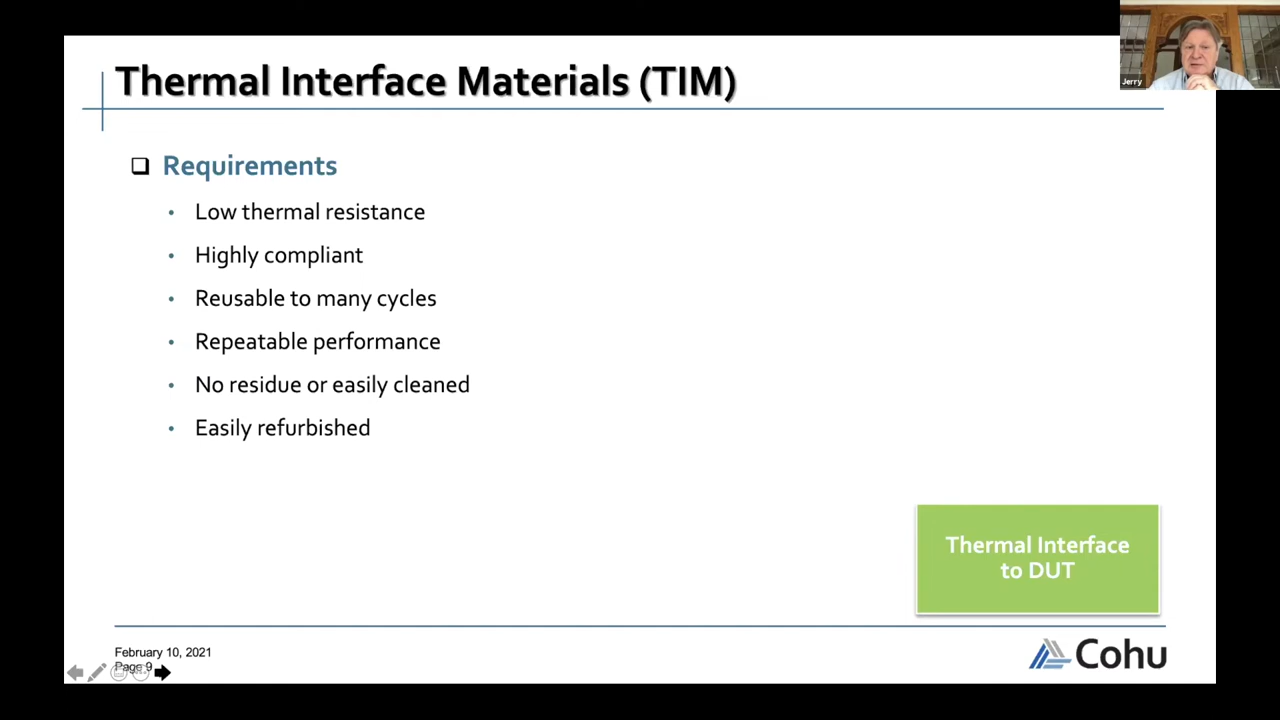 Thermal Interface Materials (TIM)
Jerry
Requirements
Low thermal resistance
Highly compliant
Reusable to many cycles
Repeatable performance
No residue or easily cleaned
Easily refurbished
Thermal Interface
to DUT
February 10, 2021
Page 9
Cohu